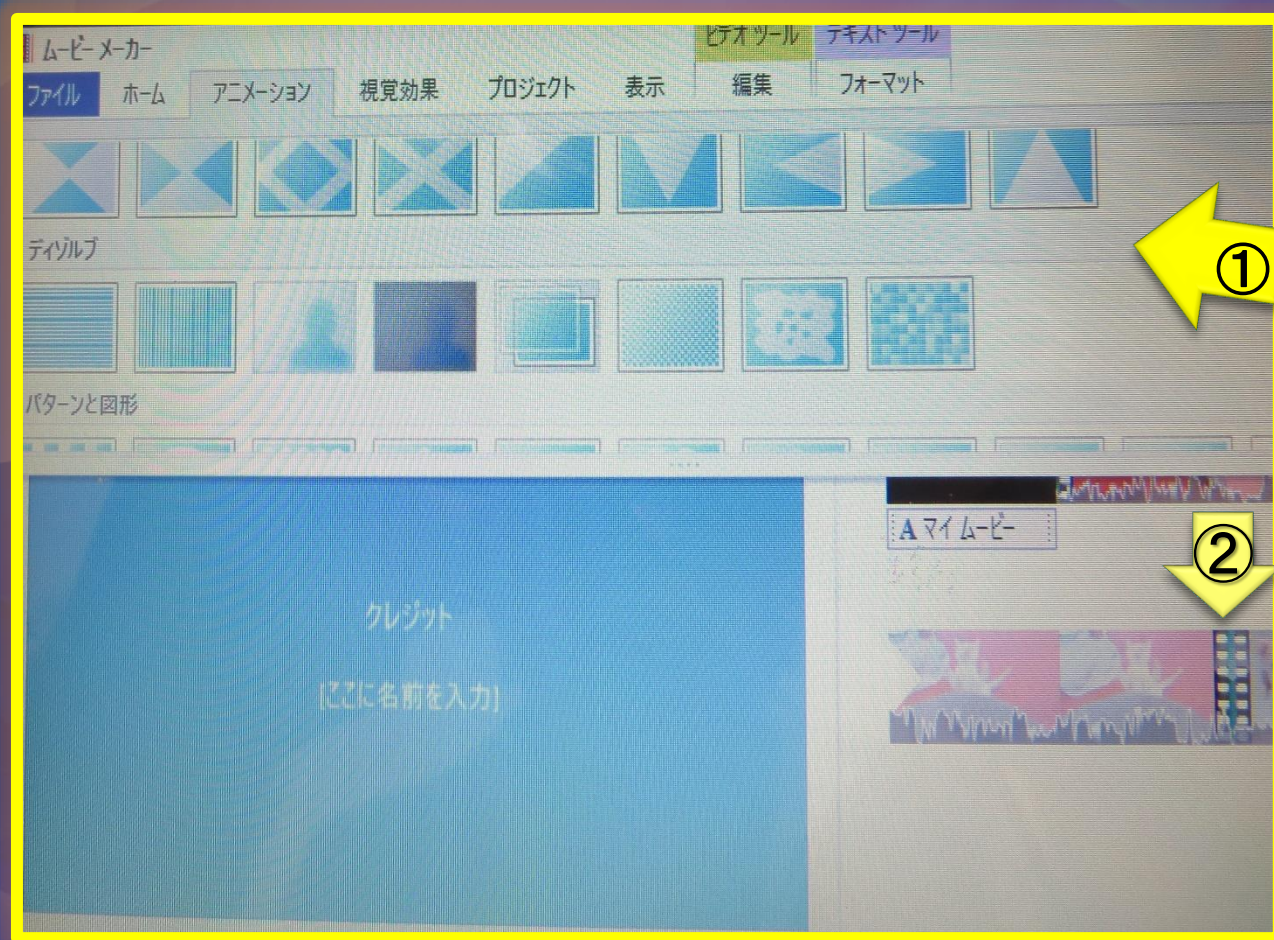 ムービー メーカー
ビデオ ツール テキスト ツール
ファイル ホーム アニメーション 視覚効果 プロジェクト 表示 編集 フォーマット
①
ディゾルブ
パターンと図形
A マイ ムービー
②
クレジット
[ここに名前を入力]